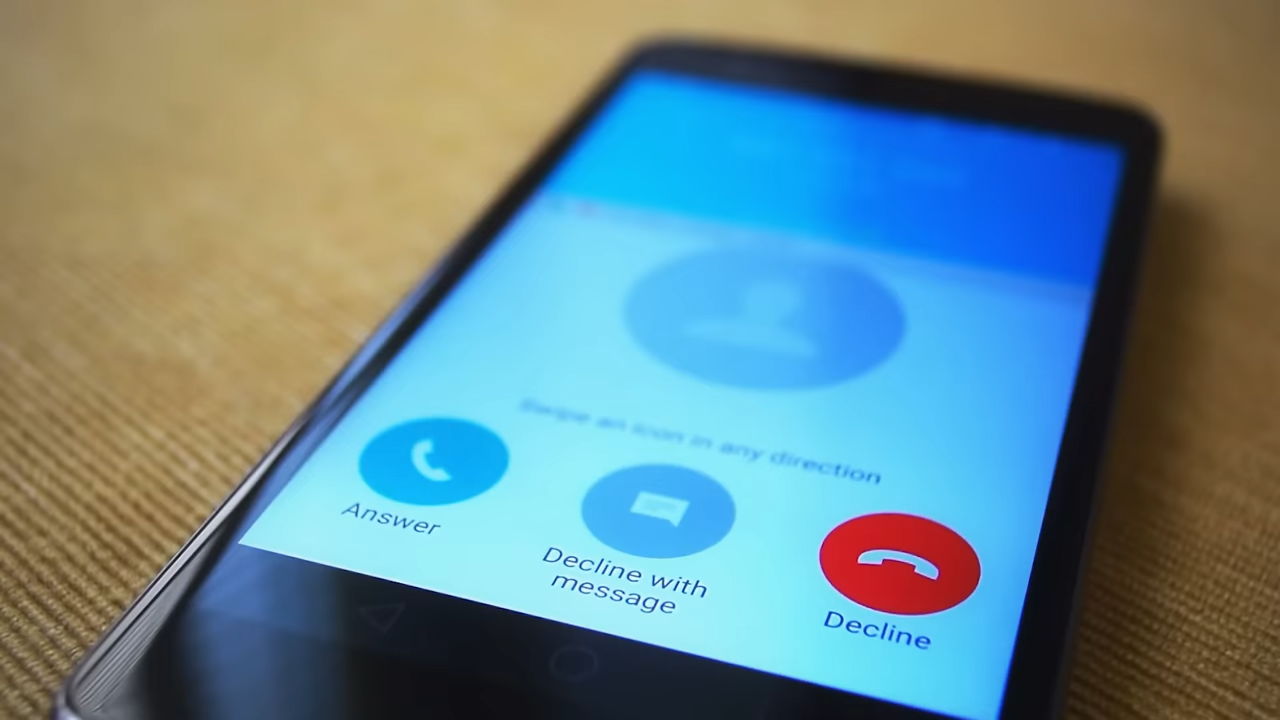 Swipe an icon in any direction
Answer
Decline with
message
Decline